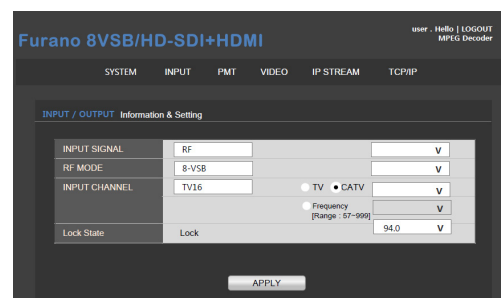 user . Hello | LOGOUT
Furano 8VSB/HD-SDI+HDMI
MPEG Decoder
SYSTEM INPUT PMT VIDEO IP STREAM TCP/IP
INPUT / OUTPUT Information & Setting
INPUT SIGNAL RF V
RF MODE 8-VSB V
INPUT CHANNEL TV16 TV CATV V
Frequency V
[Range : 57~999]
Lock State Lock 94.0 V
APPLY